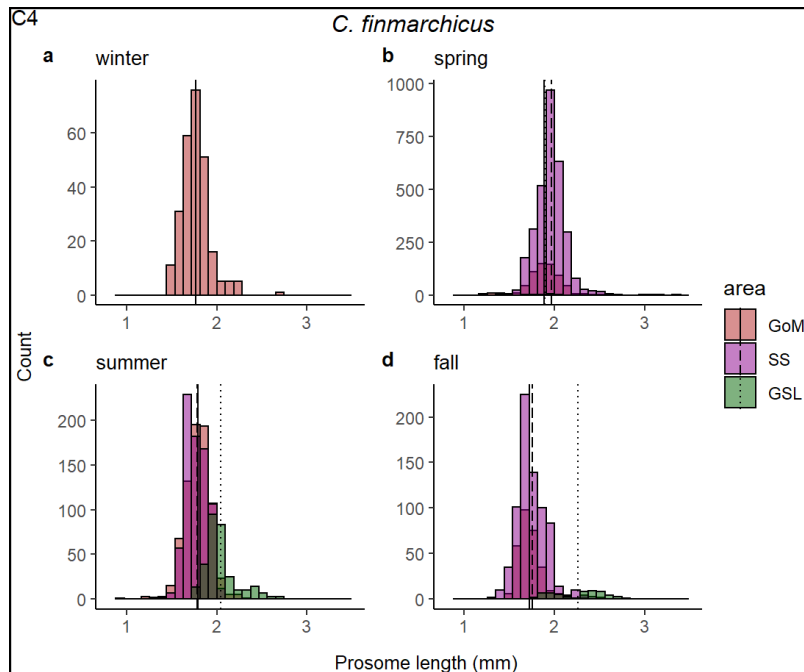 C4
C. finmarchicus
a winter
0
20
40
60
1 2 3
b spring
0
250
500
750
1000
1 2 3
c summer
0
50
100
150
200
1 2 3
d fall
0
50
100
150
200
1 2 3
Count
Prosome length (mm)
area
GoM
SS
GSL